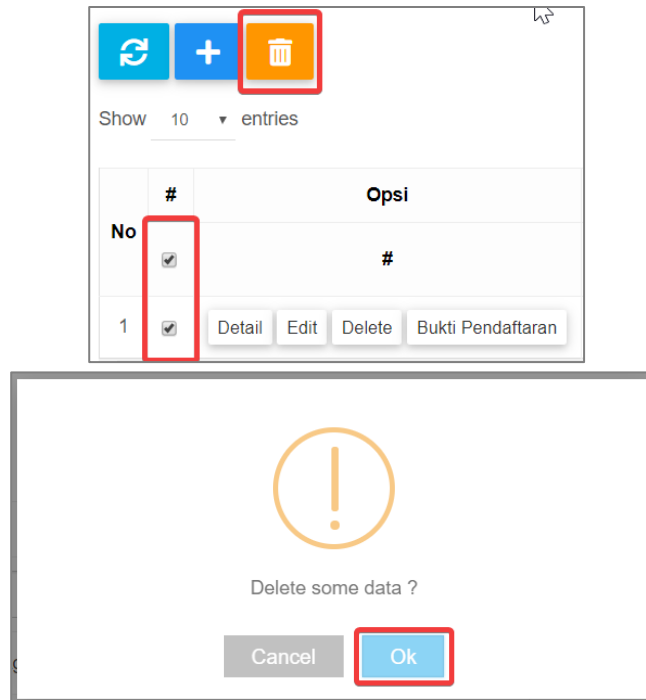 Show 10 entries
# Opsi
No
#
1 Detail Edit Delete Bukti Pendaftaran
Delete some data ?
Cancel Ok